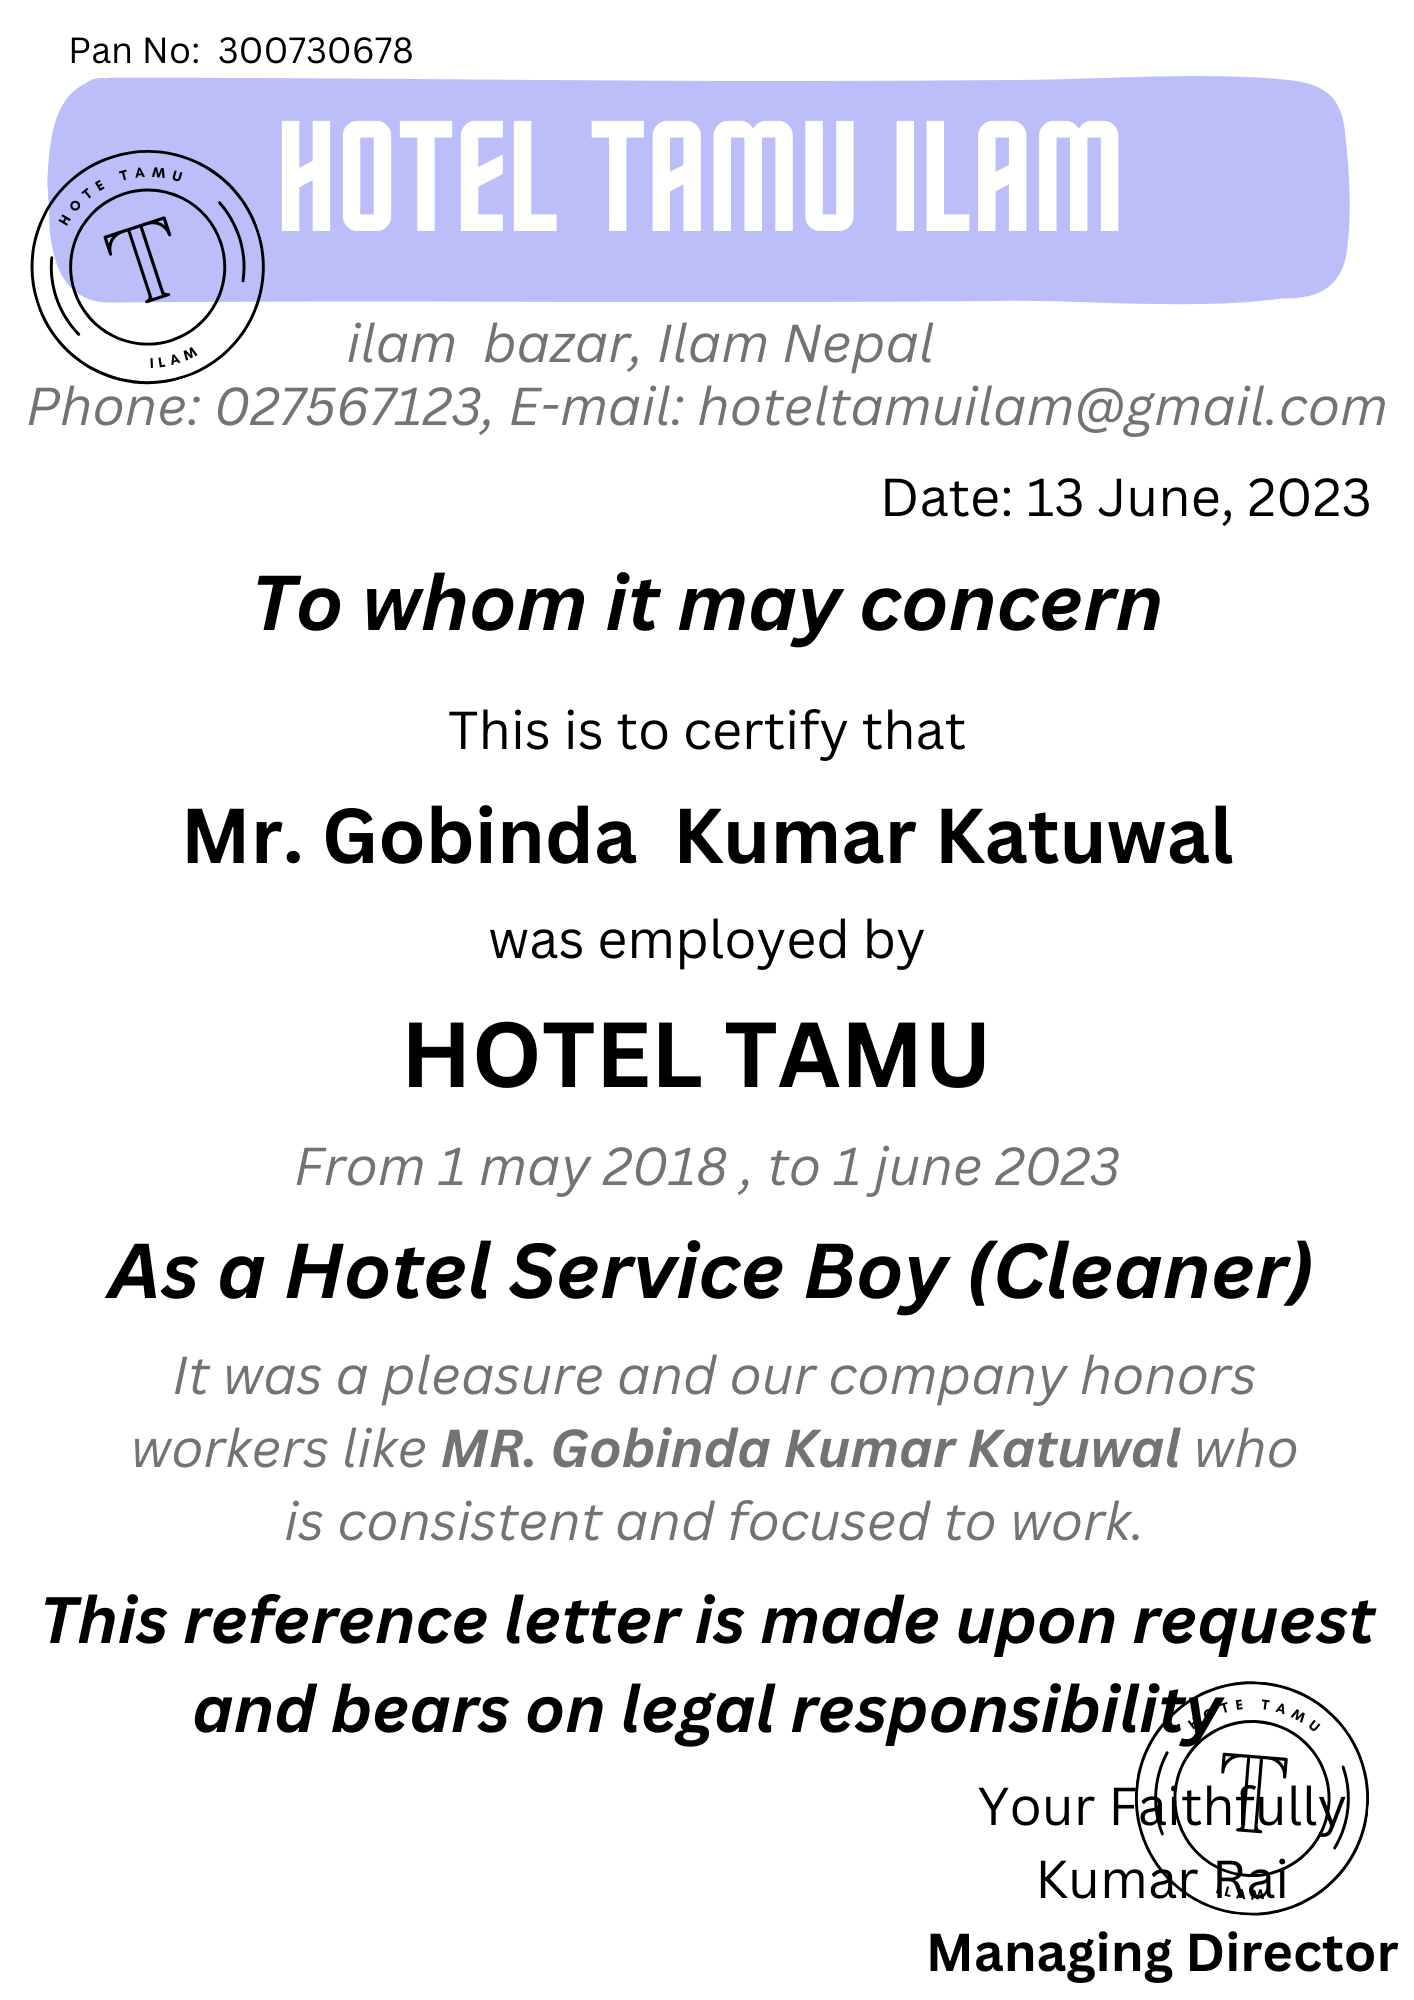 Pan No: 300730678
HOTEL TAMU ILAM
HOTE TAMU
T
ILAM
ilam bazar, Ilam Nepal
Phone: 027567123, E-mail: hoteltamuilam@gmail.com
Date: 13 June, 2023
To whom it may concern
This is to certify that
Mr. Gobinda Kumar Katuwal
was employed by
HOTEL TAMU
From 1 may 2018 , to 1 june 2023
As a Hotel Service Boy (Cleaner)
It was a pleasure and our company honors
workers like MR. Gobinda Kumar Katuwal who
is consistent and focused to work.
This reference letter is made upon request
and bears on legal responsibility
HOTE TAMU
T
ILAM
Your Faithfully
Kumar Rai
Managing Director